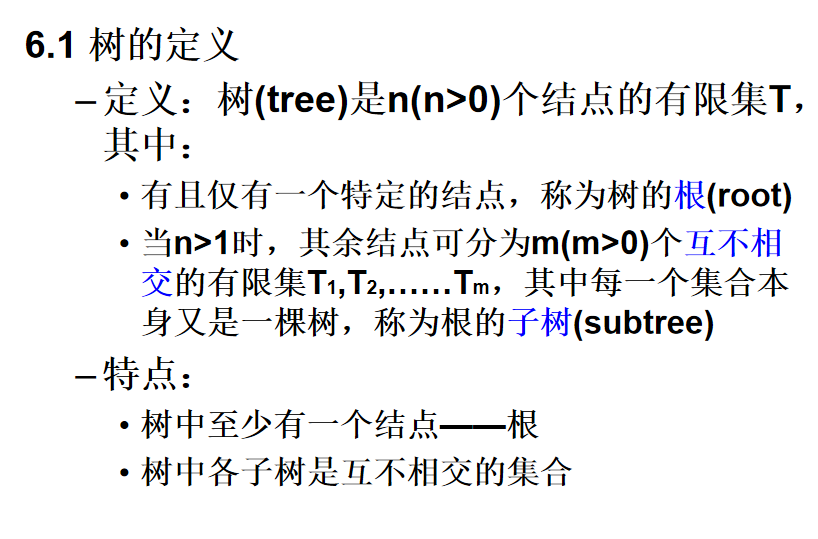 6.1 树的定义
–定义：树(tree)是n(n>0)个结点的有限集T，
其中：
• 有且仅有一个特定的结点，称为树的根(root)
• 当n>1时，其余结点可分为m(m>0)个互不相
交的有限集T1,T2,……Tm，其中每一个集合本
身又是一棵树，称为根的子树(subtree)
–特点：
• 树中至少有一个结点——根
• 树中各子树是互不相交的集合